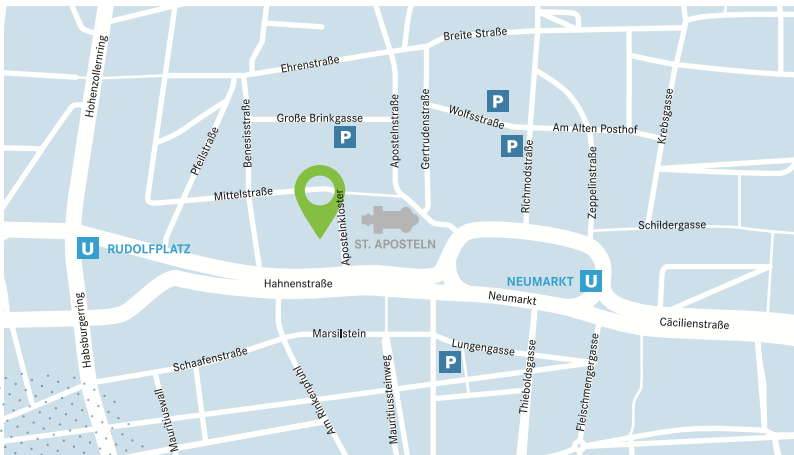 Breite Straße
Hohenzollernring
Ehrenstraße
P
Große Brinkgasse
P
Wolfsstraße
P
Am Alten Posthof
Krebsgasse
Benesisstraße
Apostelnstraße
Gertrudenstraße
Pfeilstraße
Richmodstraße
Zeppelinstraße
Mittelstraße
Apostelnkloster
ST. APOSTELN
Schildergasse
U RUDOLFPLATZ
Hahnenstraße
NEUMARKT U
Neumarkt
Cäcilienstraße
Habsburgerring
Marsilstein
Lungengasse
P
Schaafenstraße
Thieboldsgasse
Fleischmengergasse
Mauritiuswall
Am Rinkenpfuhl
Mauritiussteinweg